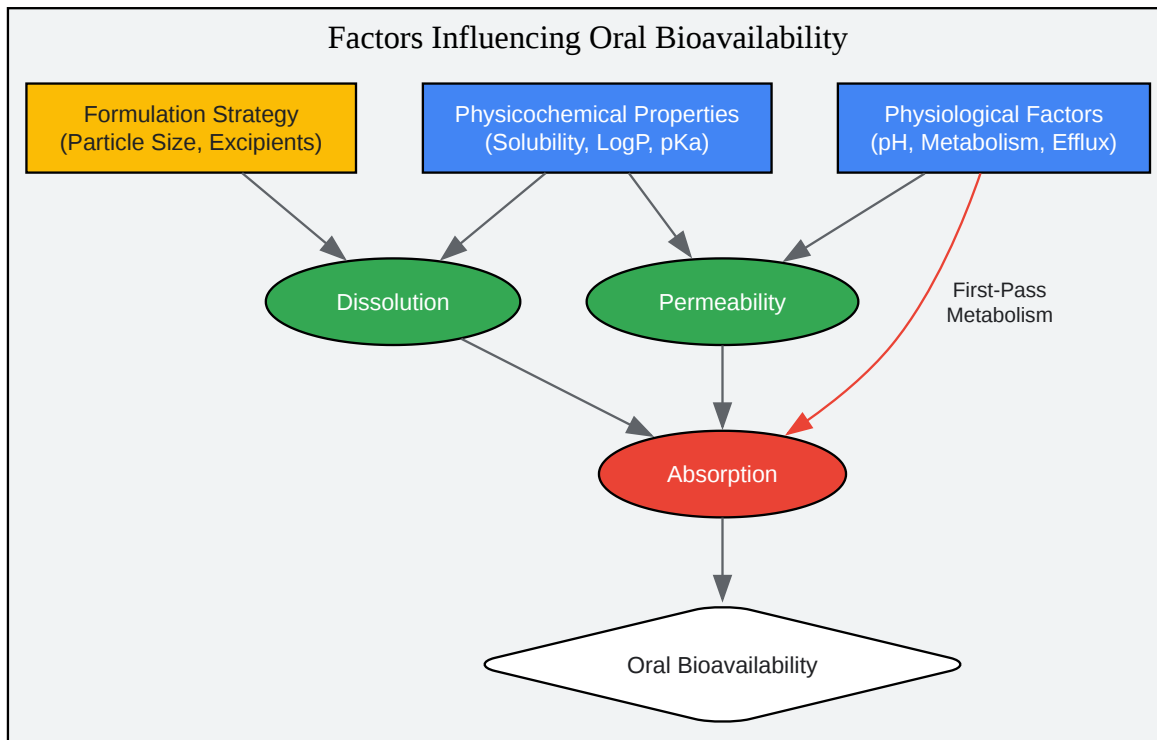 Factors Influencing Oral Bioavailability
Formulation Strategy
(Particle Size, Excipients)
Physicochemical Properties
(Solubility, LogP, pKa)
Physiological Factors
(pH, Metabolism, Efflux)
Dissolution
Permeability
First-Pass
Metabolism
Absorption
Oral Bioavailability